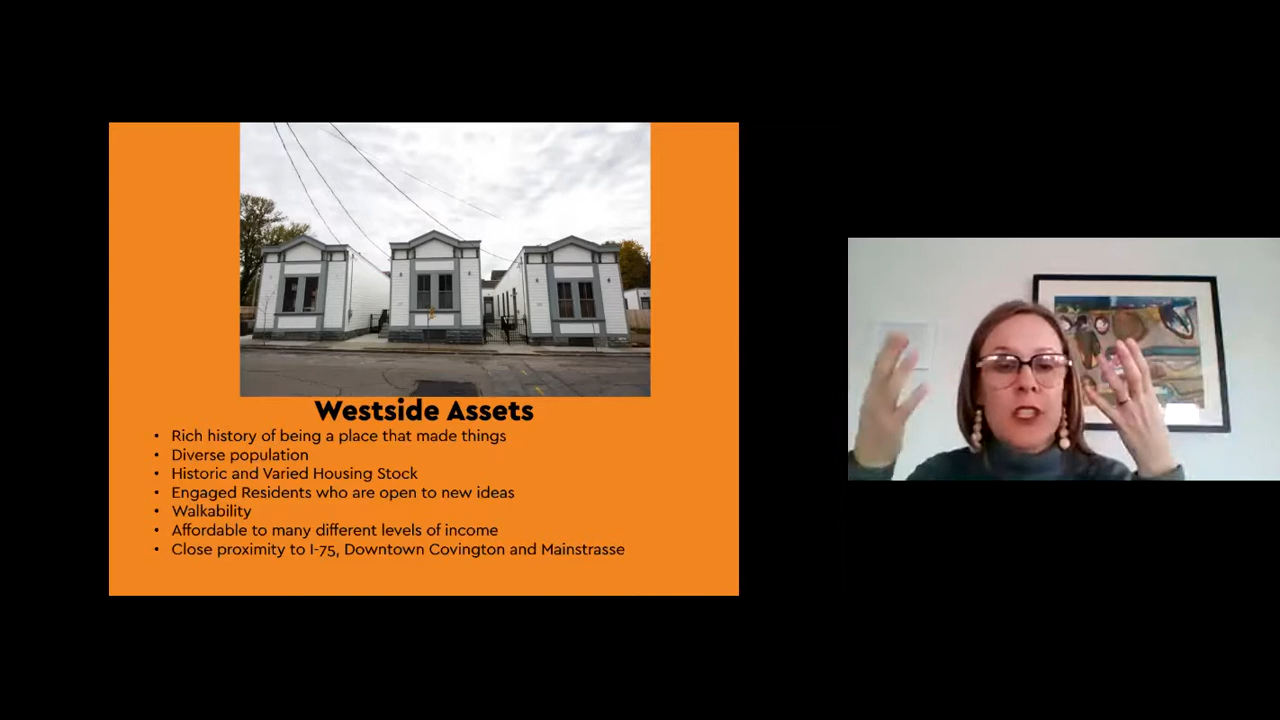 Westside Assets
• Rich history of being a place that made things
• Diverse population
• Historic and Varied Housing Stock
• Engaged Residents who are open to new ideas
• Walkability
• Affordable to many different levels of income
• Close proximity to I-75, Downtown Covington and Mainstrasse